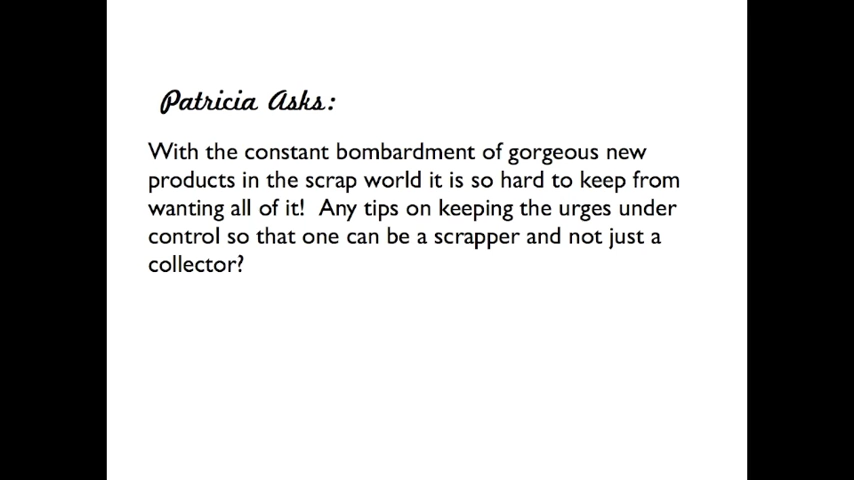 Patricia Asks:
With the constant bombardment of gorgeous new
products in the scrap world it is so hard to keep from
wanting all of it!  Any tips on keeping the urges under
control so that one can be a scrapper and not just a
collector?